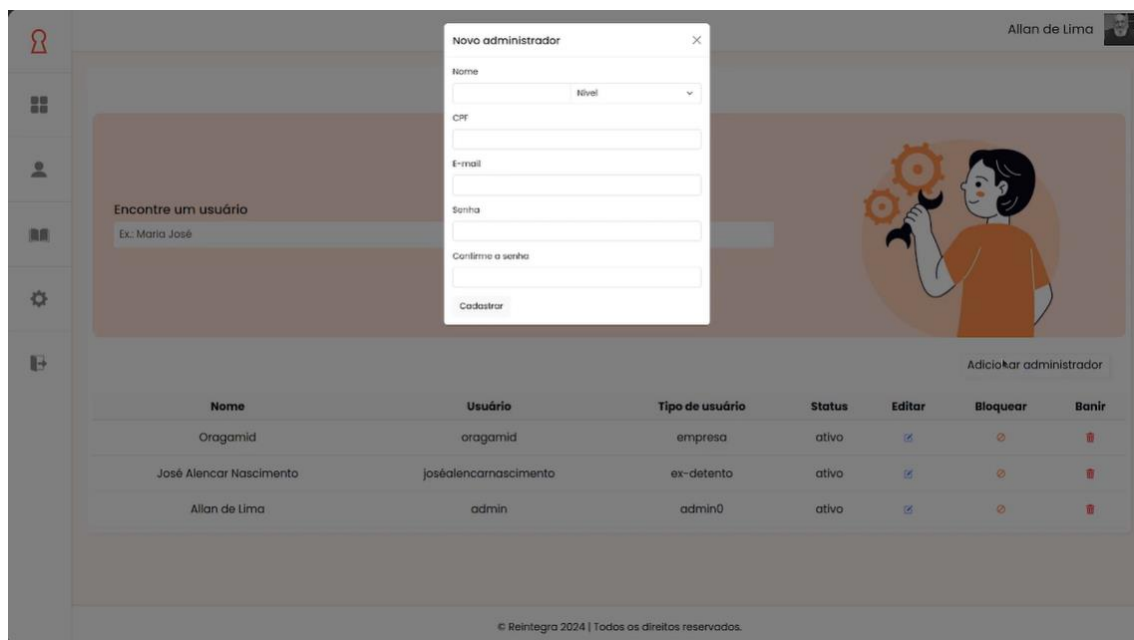 Allan de Lima
Novo administrador
Nome
Nível
CPF
E-mail
Senha
Confirme a senha
Cadastrar
Encontre um usuário
Ex.: Maria José
Adicionar administrador
Nome Usuário Tipo de usuário Status Editar Bloquear Banir
Oragamid oragamid empresa ativo
José Alencar Nascimento joséalencarnascimento ex-detento ativo
Allan de Lima admin admin0 ativo
© Reintegra 2024 | Todos os direitos reservados.